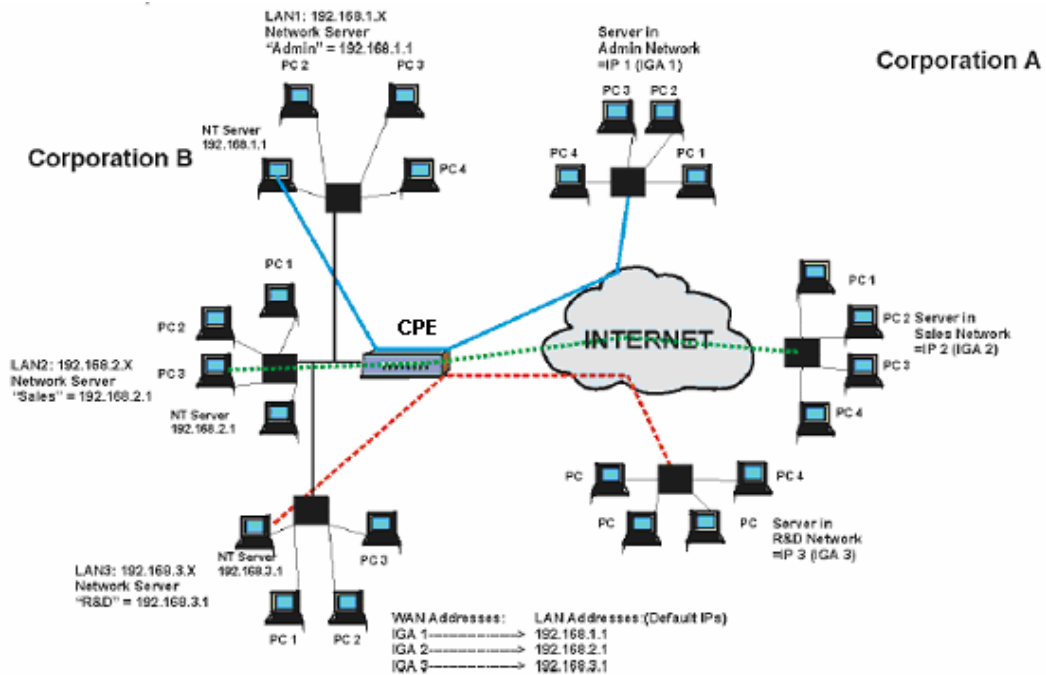 LAN1: 192.168.1.X
Network Server
"Admin" = 192.168.1.1
PC 2
PC 3
NT Server
192.168.1.1
PC 4
Corporation B
Server in
Admin Network
=IP 1 (IGA 1)
PC 3
PC 2
PC 4
PC 1
Corporation A
PC 1
PC2
PC 3
LAN2: 192.168.2.X
Network Server
"Sales" = 192.168.2.1
NT Server
192.168.2.1
CPE
INTERNET
PC 1
PC 2
Server in
Sales Network
=IP 2 (IGA 2)
PC3
PC 4
NT Server
192.168.3.1
PC 3
LAN3: 192.168.3.X
Network Server
"R&D" = 192.168.3.1
PC 1
PC 2
PC
PC 4
PC
PC
Server in
R&D Network
=IP 3 (IGA 3)
WAN Addresses: LAN Addresses:(Default IPs)
IGA 1---------------> 192.168.1.1
IGA 2---------------> 192.168.2.1
IGA 3---------------> 192.168.3.1